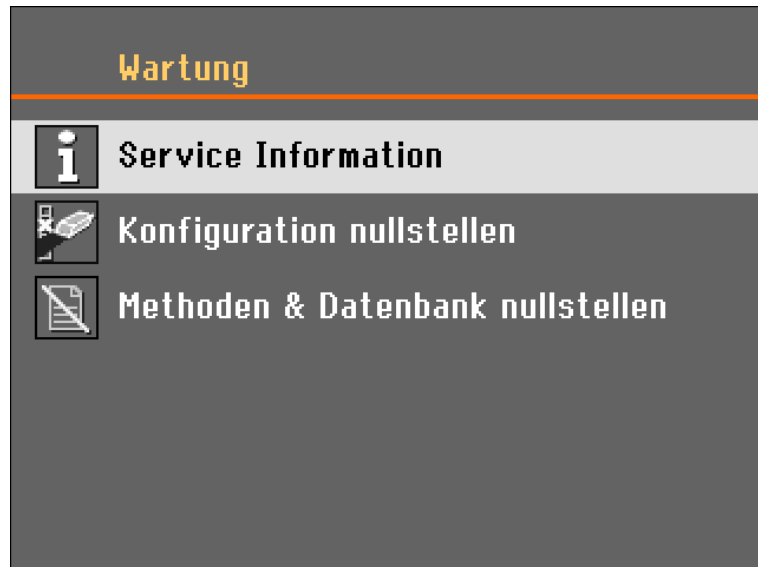 Wartung
Service Information
Konfiguration nullstellen
Methoden & Datenbank nullstellen